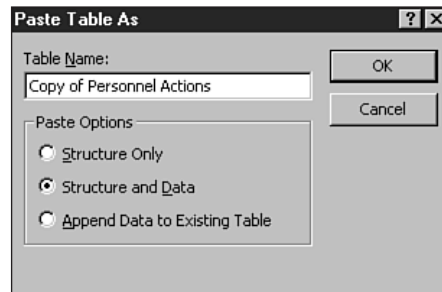 Paste Table As
Table Name:
OK
Copy of Personnel Actions
Cancel
Paste Options
Structure Only
Structure and Data
Append Data to Existing Table